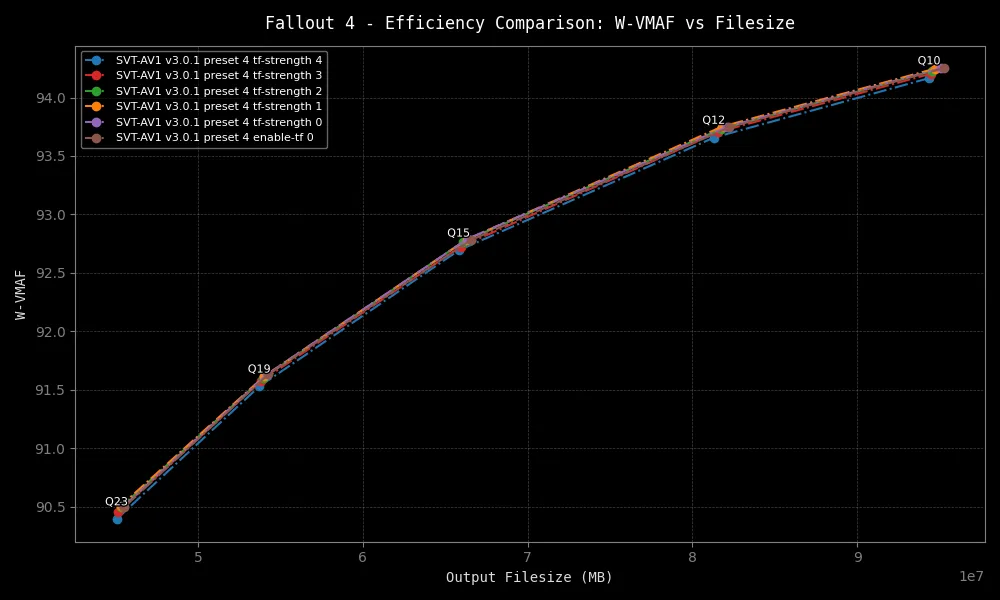 Fallout 4 - Efficiency Comparison: W-VMAF vs Filesize
SVT-AV1 v3.0.1 preset 4 tf-strength 4
SVT-AV1 v3.0.1 preset 4 tf-strength 3
SVT-AV1 v3.0.1 preset 4 tf-strength 2
SVT-AV1 v3.0.1 preset 4 tf-strength 1
SVT-AV1 v3.0.1 preset 4 tf-strength 0
SVT-AV1 v3.0.1 preset 4 enable-tf 0
Q10
Q12
Q15
Q19
Q23
94.0
93.5
93.0
92.5
92.0
91.5
91.0
90.5
W-VMAF
5 6 7 8 9
1e7
Output Filesize (MB)